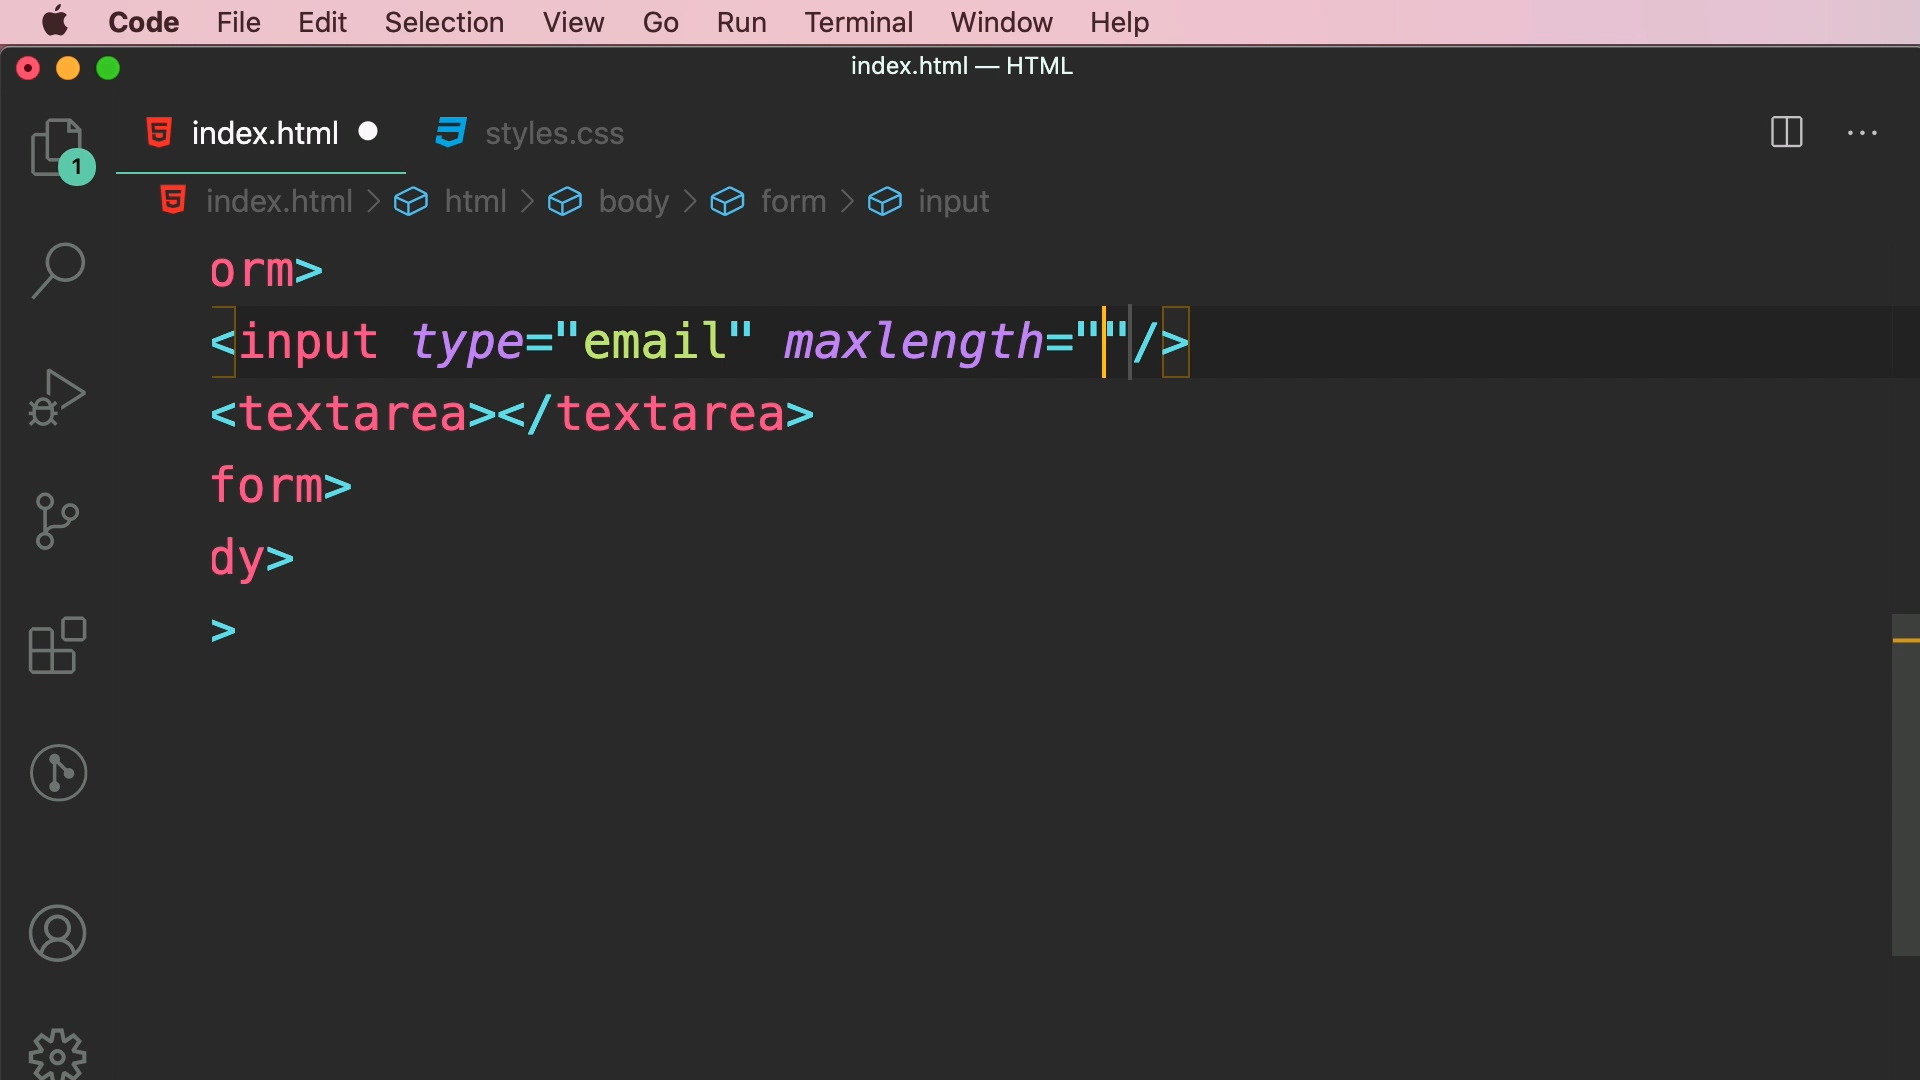 Code File Edit Selection View Go Run Terminal Window Help
index.html — HTML
index.html styles.css
1
index.html > html > body > form > input
orm>
<input type="email" maxlength=""/>
<textarea></textarea>
form>
dy>
>